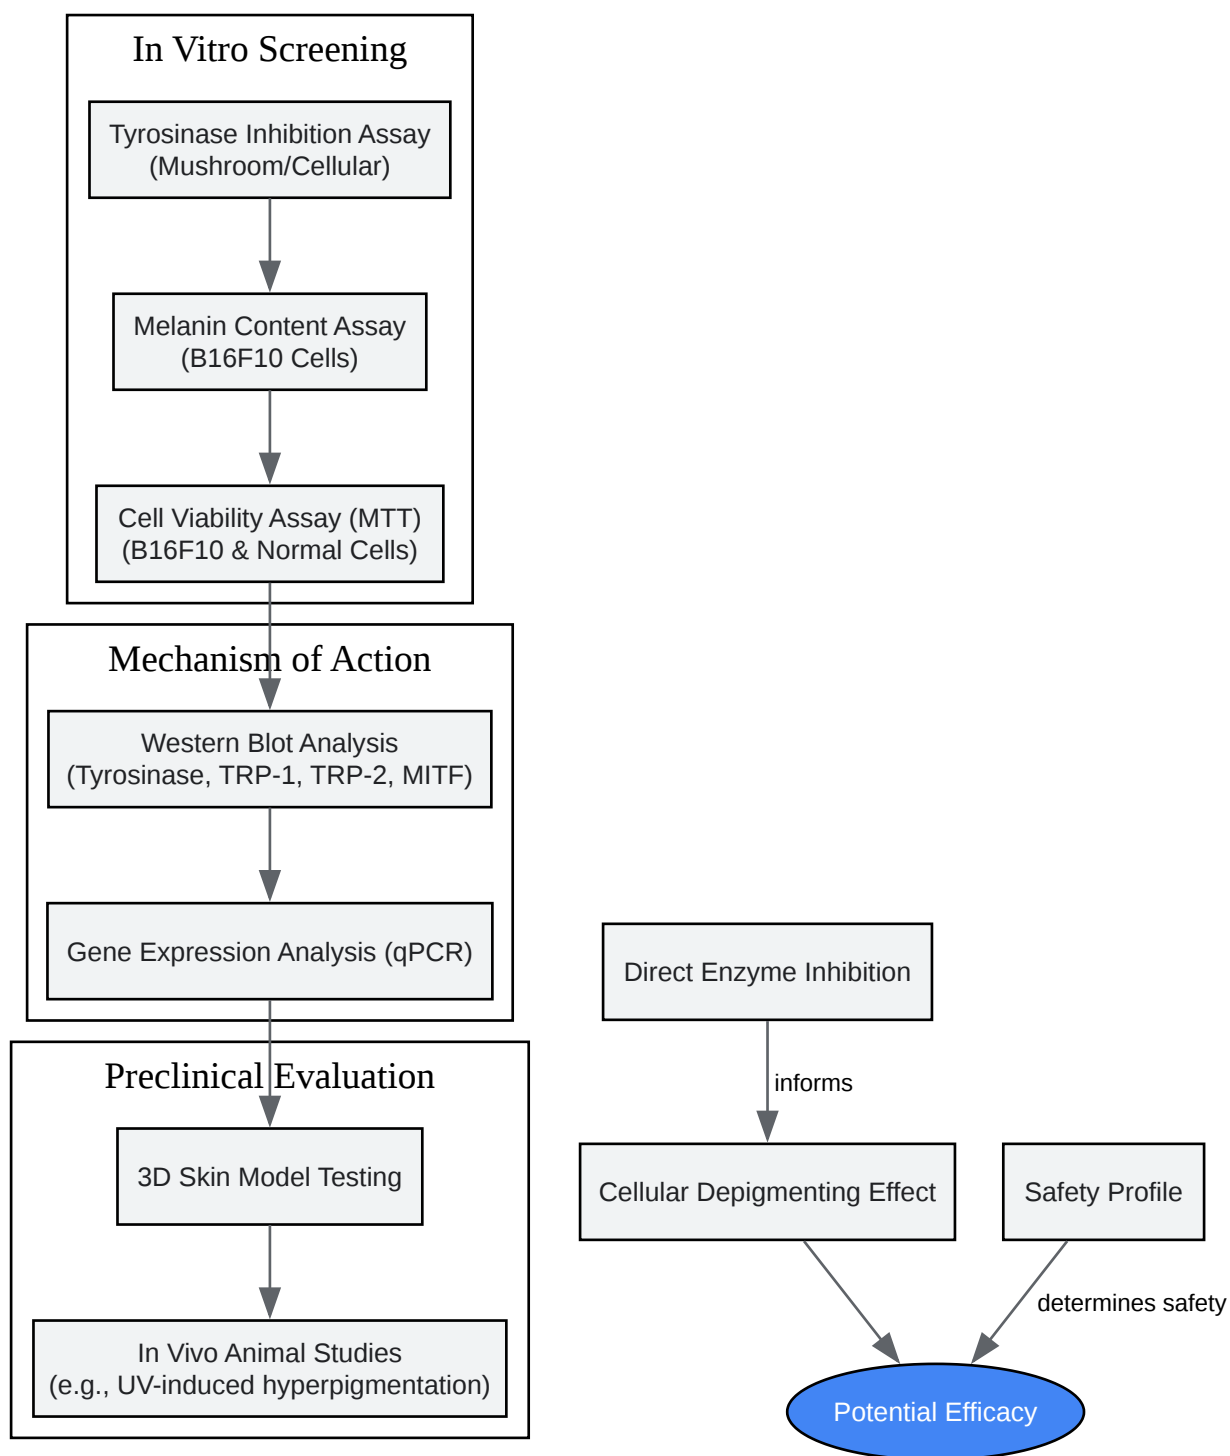 In Vitro Screening
Tyrosinase Inhibition Assay
(Mushroom/Cellular)
Melanin Content Assay
(B16F10 Cells)
Cell Viability Assay (MTT)
(B16F10 & Normal Cells)
Mechanism of Action
Western Blot Analysis
(Tyrosinase, TRP-1, TRP-2, MITF)
Gene Expression Analysis (qPCR)
Preclinical Evaluation
3D Skin Model Testing
In Vivo Animal Studies
(e.g., UV-induced hyperpigmentation)
Direct Enzyme Inhibition
informs
Cellular Depigmenting Effect
Safety Profile
determines safety
Potential Efficacy